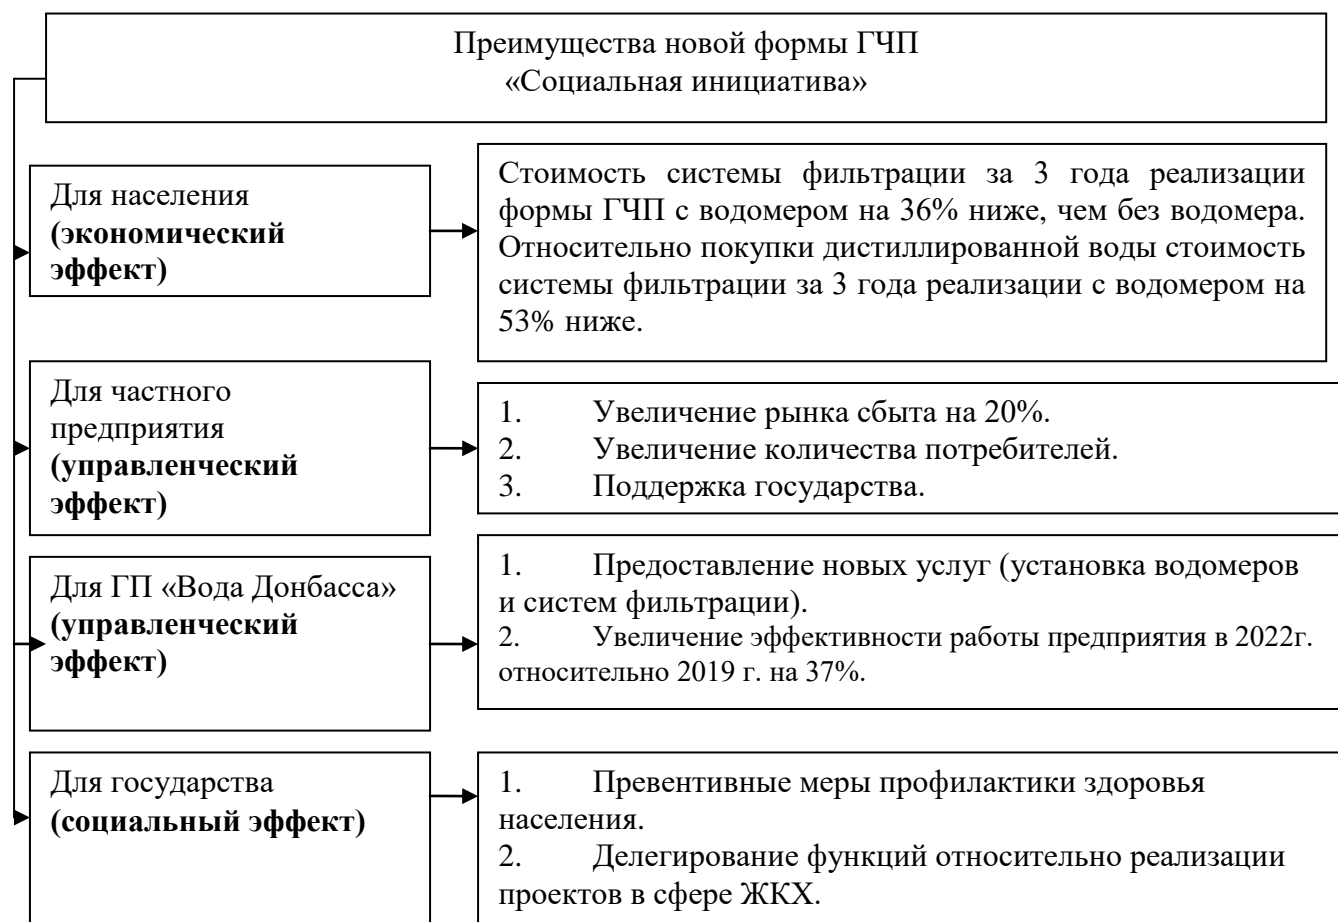 Преимущества новой формы ГЧП
«Социальная инициатива»
Для населения
(экономический
эффект)
Стоимость системы фильтрации за 3 года реализации
формы ГЧП с водомером на 36% ниже, чем без водомера.
Относительно покупки дистиллированной воды стоимость
системы фильтрации за 3 года реализации с водомером на
53% ниже.
Для частного
предприятия
(управленческий
эффект)
1. Увеличение рынка сбыта на 20%.
2. Увеличение количества потребителей.
3. Поддержка государства.
Для ГП «Вода Донбасса»
(управленческий
эффект)
1. Предоставление новых услуг (установка водомеров
и систем фильтрации).
2. Увеличение эффективности работы предприятия в 2022г.
относительно 2019 г. на 37%.
Для государства
(социальный эффект)
1. Превентивные меры профилактики здоровья
населения.
2. Делегирование функций относительно реализации
проектов в сфере ЖКХ.